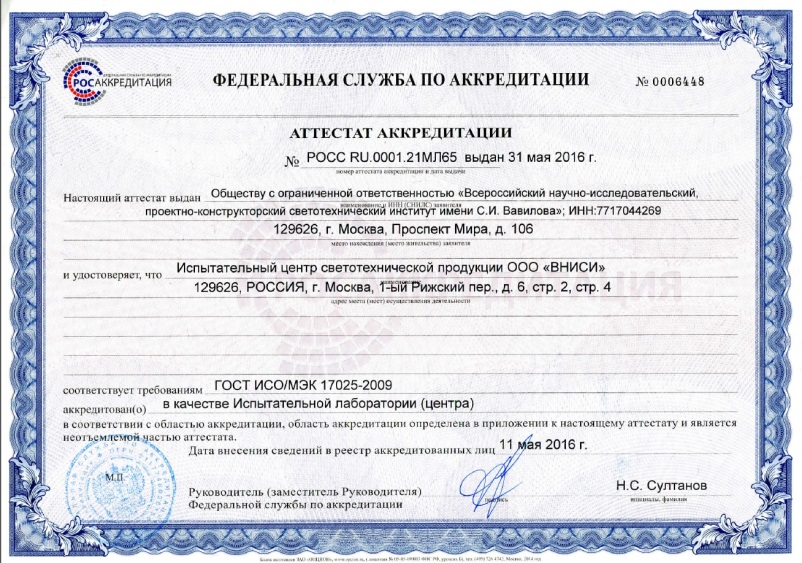 ФЕДЕРАЛЬНАЯ СЛУЖБА ПО АККРЕДИТАЦИИ
РОСАККРЕДИТАЦИЯ
ФЕДЕРАЛЬНАЯ СЛУЖБА ПО АККРЕДИТАЦИИ
№ 0006448
АТТЕСТАТ АККРЕДИТАЦИИ
№ РОСС RU.0001.21МЛ65 выдан 31 мая 2016 г.
номер аттестата аккредитации и дата выдачи
Настоящий аттестат выдан Обществу с ограниченной ответственностью «Всероссийский научно-исследовательский,
наименование и ИНН (СНИЛС) заявителя
проектно-конструкторский светотехнический институт имени С.И. Вавилова»; ИНН:7717044269
129626, г. Москва, Проспект Мира, д. 106
место нахождения (место жительства) заявителя
и удостоверяет, что Испытательный центр светотехнической продукции ООО «ВНИСИ»
129626, РОССИЯ, г. Москва, 1-ый Рижский пер., д. 6, стр. 2, стр. 4
адрес места (мест) осуществления деятельности
соответствует требованиям ГОСТ ИСО/МЭК 17025-2009
аккредитован(о) в качестве Испытательной лаборатории (центра)
в соответствии с областью аккредитации, область аккредитации определена в приложении к настоящему аттестату и является
неотъемлемой частью аттестата.
Дата внесения сведений в реестр аккредитованных лиц 11 мая 2016 г.
М.П.
Руководитель (заместитель Руководителя)
Федеральной службы по аккредитации
подпись
Н.С. Султанов
инициалы, фамилия